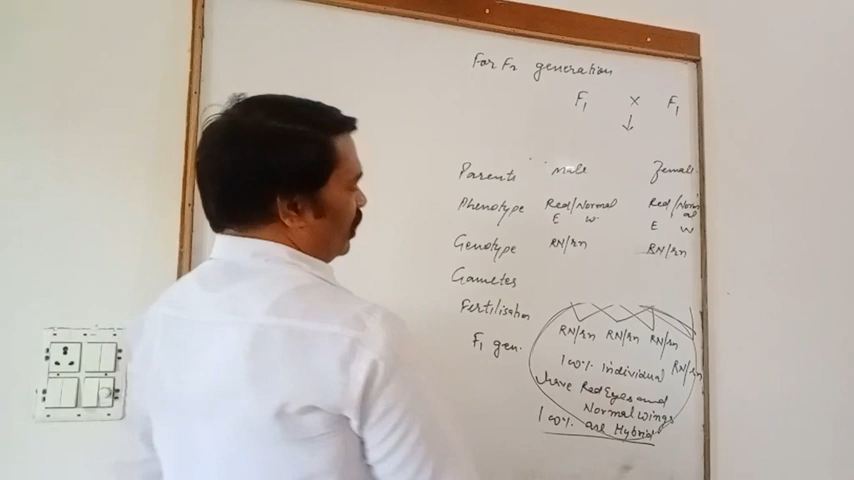 For F2 generation
F1 × F1
Parents Male Female
Phenotype Red/Normal Red/Norm
al
E W E W
Genotype RN/rn RN/rn
Gametes
Fertilisation
RN/rn RN/rn RN/rn
F1 gen.
100% individual RN/rn
have Red Eyes and
Normal wings
100% are Hybrid